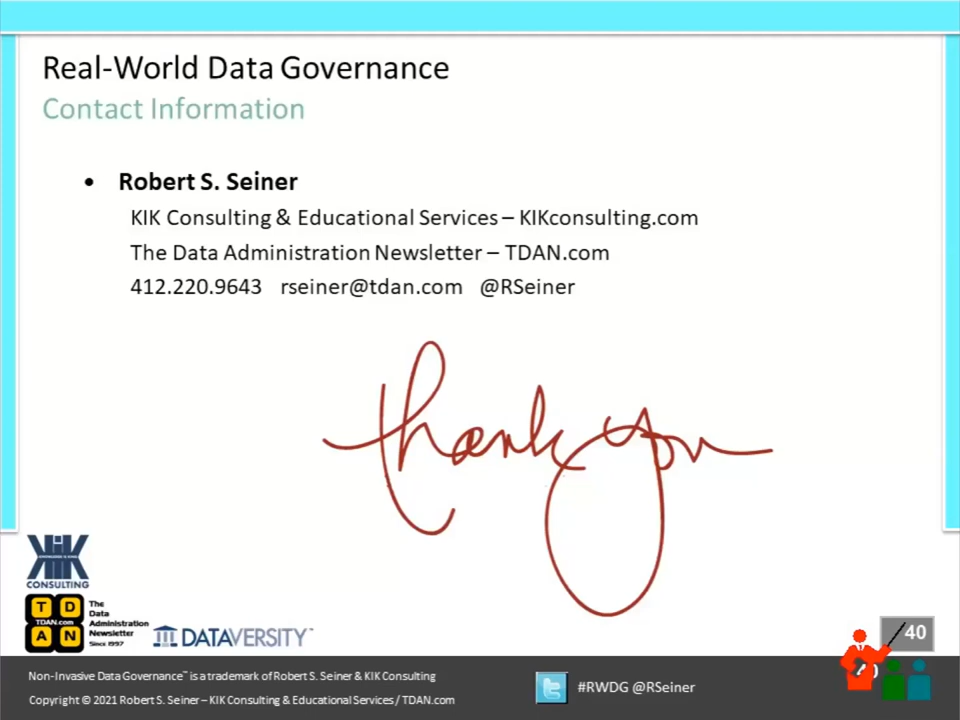 Real-World Data Governance
Contact Information
• Robert S. Seiner
KIK Consulting & Educational Services – KIKconsulting.com
The Data Administration Newsletter – TDAN.com
412.220.9643 rseiner@tdan.com @RSeiner
thank you
KIK
CONSULTING
T D
TDAN.com
A N
The
Data
Administration
Newsletter
Since 1997
DATAVERSITY™
40
40
Non-Invasive Data Governance™ is a trademark of Robert S. Seiner & KIK Consulting
#RWDG @RSeiner
Copyright © 2021 Robert S. Seiner – KIK Consulting & Educational Services / TDAN.com